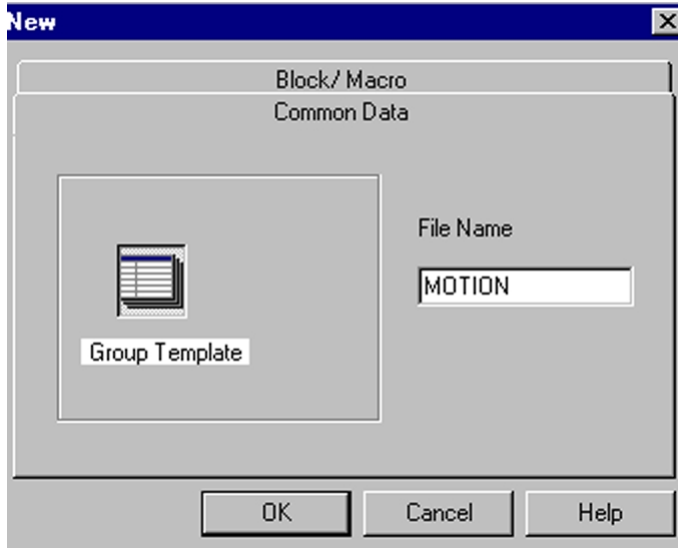 New
Block/ Macro
Common Data
File Name
MOTION
Group Template
OK
Cancel
Help